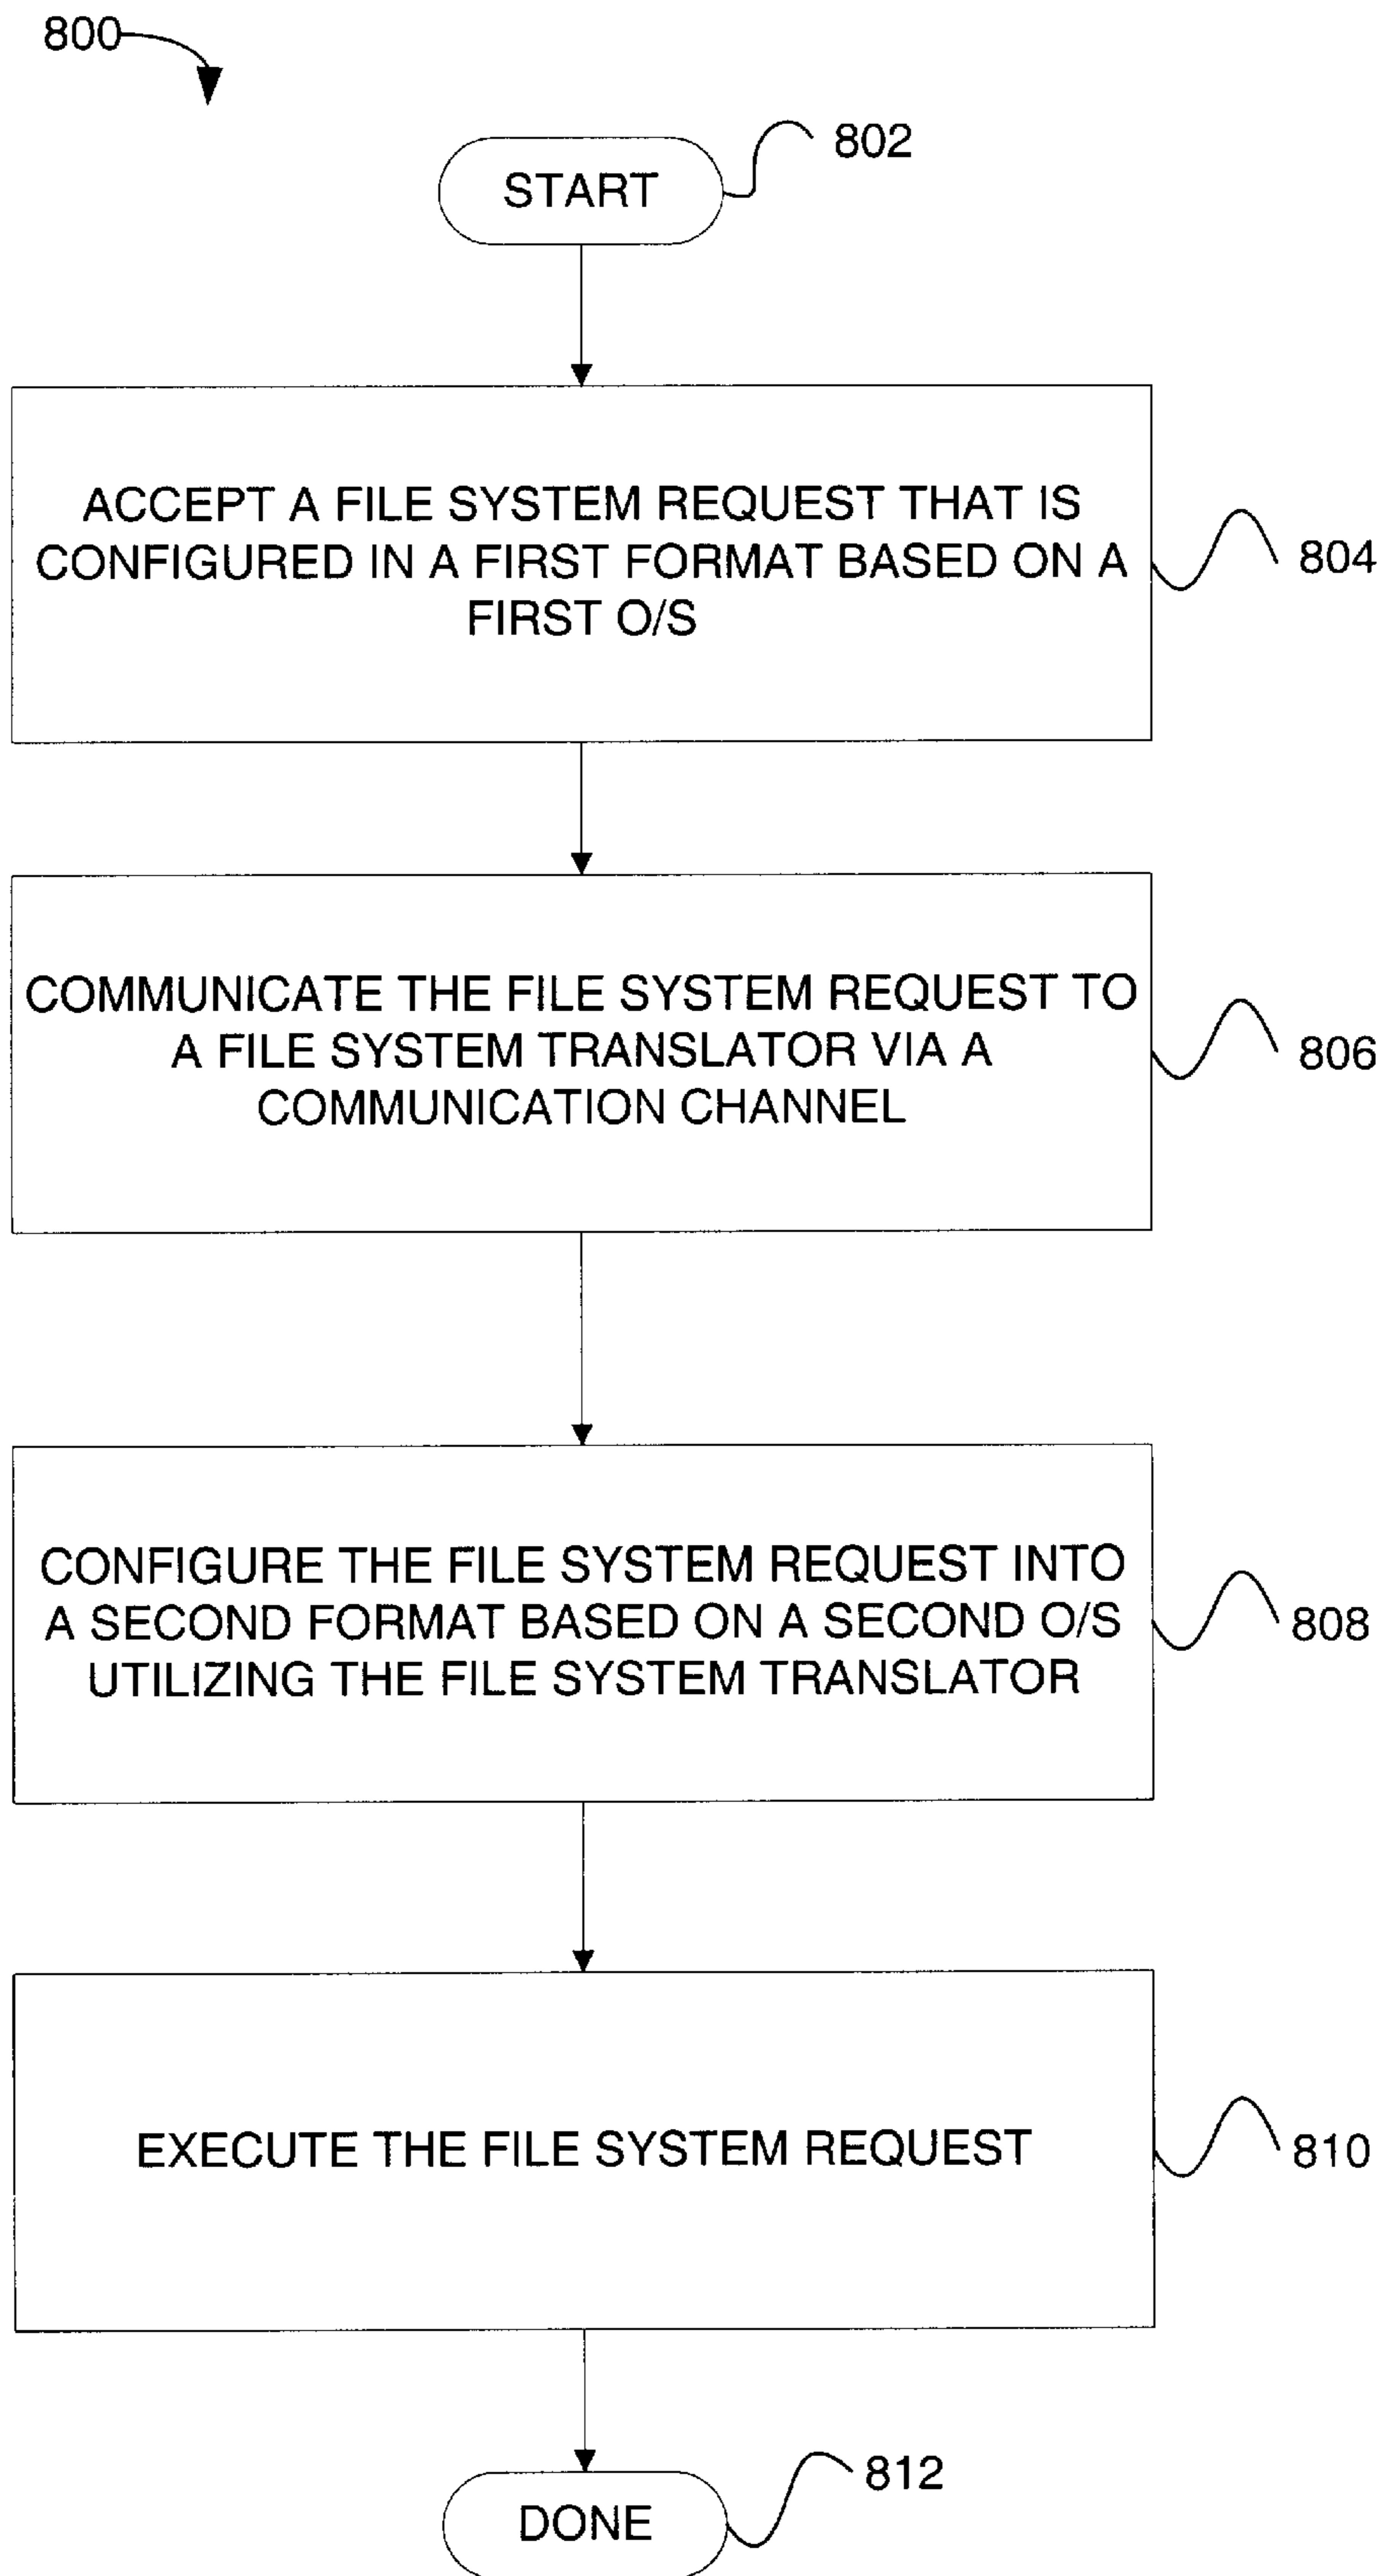 800
802
START
ACCEPT A FILE SYSTEM REQUEST THAT IS
CONFIGURED IN A FIRST FORMAT BASED ON A
FIRST O/S
804
COMMUNICATE THE FILE SYSTEM REQUEST TO
A FILE SYSTEM TRANSLATOR VIA A
COMMUNICATION CHANNEL
806
CONFIGURE THE FILE SYSTEM REQUEST INTO
A SECOND FORMAT BASED ON A SECOND O/S
UTILIZING THE FILE SYSTEM TRANSLATOR
808
EXECUTE THE FILE SYSTEM REQUEST
810
812
DONE